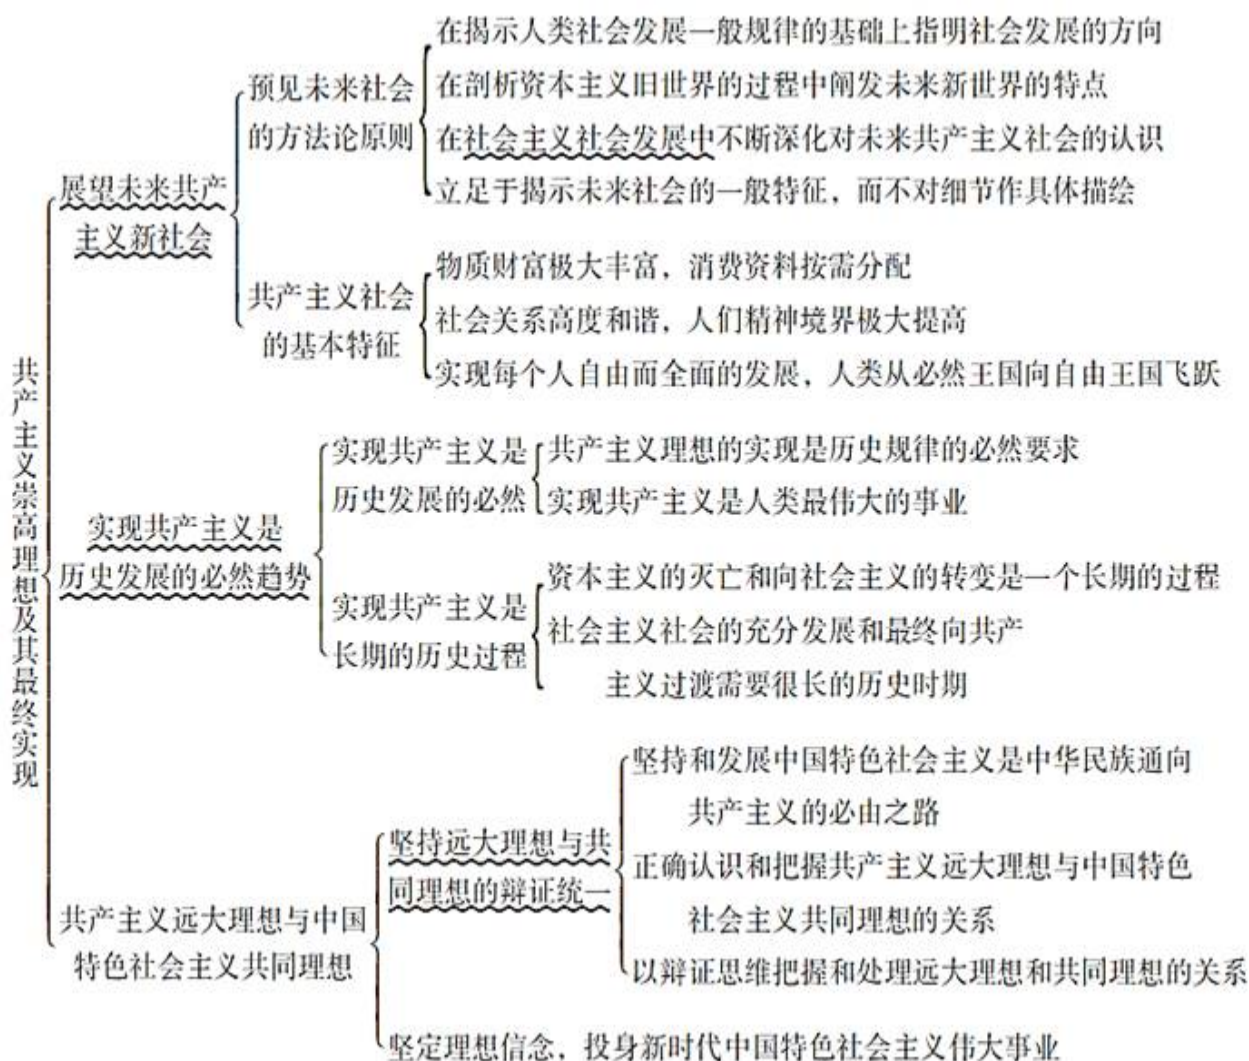 共产主义崇高理想及其最终实现
展望未来共产
主义新社会
预见未来社会
的方法论原则
在揭示人类社会发展一般规律的基础上指明社会发展的方向
在剖析资本主义旧世界的过程中阐发未来新世界的特点
在社会主义社会发展中不断深化对未来共产主义社会的认识
立足于揭示未来社会的一般特征，而不对细节作具体描绘
共产主义社会
的基本特征
物质财富极大丰富，消费资料按需分配
社会关系高度和谐，人们精神境界极大提高
实现每个人自由而全面的发展，人类从必然王国向自由王国飞跃
实现共产主义是
历史发展的必然趋势
实现共产主义是
历史发展的必然
共产主义理想的实现是历史规律的必然要求
实现共产主义是人类最伟大的事业
实现共产主义是
长期的历史过程
资本主义的灭亡和向社会主义的转变是一个长期的过程
社会主义社会的充分发展和最终向共产
主义过渡需要很长的历史时期
共产主义远大理想与中国
特色社会主义共同理想
坚持远大理想与共
同理想的辩证统一
坚持和发展中国特色社会主义是中华民族通向
共产主义的必由之路
正确认识和把握共产主义远大理想与中国特色
社会主义共同理想的关系
以辩证思维把握和处理远大理想和共同理想的关系
坚定理想信念，投身新时代中国特色社会主义伟大事业